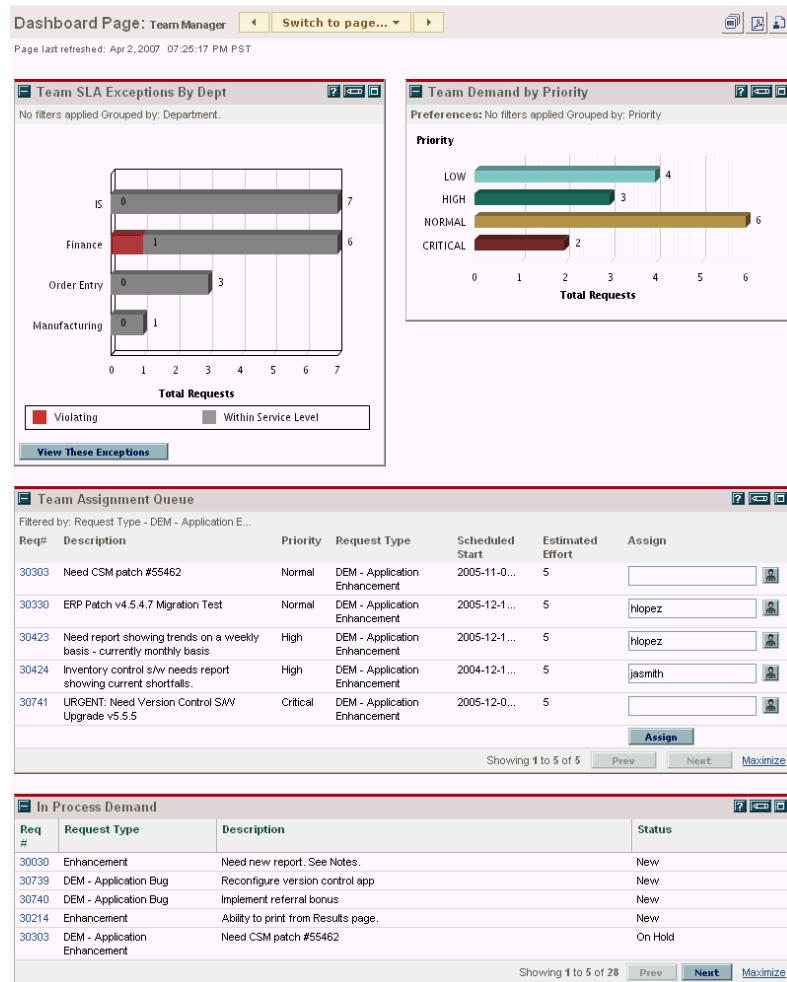 Dashboard Page: Team Manager
Switch to page...
Page last refreshed: Apr 2, 2007 07:25:17 PM PST
Team SLA Exceptions By Dept
No filters applied Grouped by: Department.
IS 0 7
Finance 1 6
Order Entry 0 3
Manufacturing 0 1
0 1 2 3 4 5 6 7
Total Requests
Violating Within Service Level
View These Exceptions
Team Demand by Priority
Preferences: No filters applied Grouped by: Priority
Priority
LOW 4
HIGH 3
NORMAL 6
CRITICAL 2
0 1 2 3 4 5 6
Total Requests
Team Assignment Queue
Filtered by: Request Type - DEM - Application E...
Req# Description Priority Request Type Scheduled Start Estimated Effort Assign
30303 Need CSM patch #55462 Normal DEM - Application Enhancement 2005-11-0... 5
30330 ERP Patch v4.5.4.7 Migration Test Normal DEM - Application Enhancement 2005-12-1... 5 hlopez
30423 Need report showing trends on a weekly basis - currently monthly basis High DEM - Application Enhancement 2005-12-1... 5 hlopez
30424 Inventory control s/w needs report showing current shortfalls. High DEM - Application Enhancement 2004-12-1... 5 jasmith
30741 URGENT: Need Version Control S/W Upgrade v5.5.5 Critical DEM - Application Enhancement 2005-12-0... 5
Assign
Showing 1 to 5 of 5 Prev Next Maximize
In Process Demand
Req # Request Type Description Status
30030 Enhancement Need new report. See Notes. New
30739 DEM - Application Bug Reconfigure version control app New
30740 DEM - Application Bug Implement referral bonus New
30214 Enhancement Ability to print from Results page. New
30303 DEM - Application Enhancement Need CSM patch #55462 On Hold
Showing 1 to 5 of 28 Prev Next Maximize